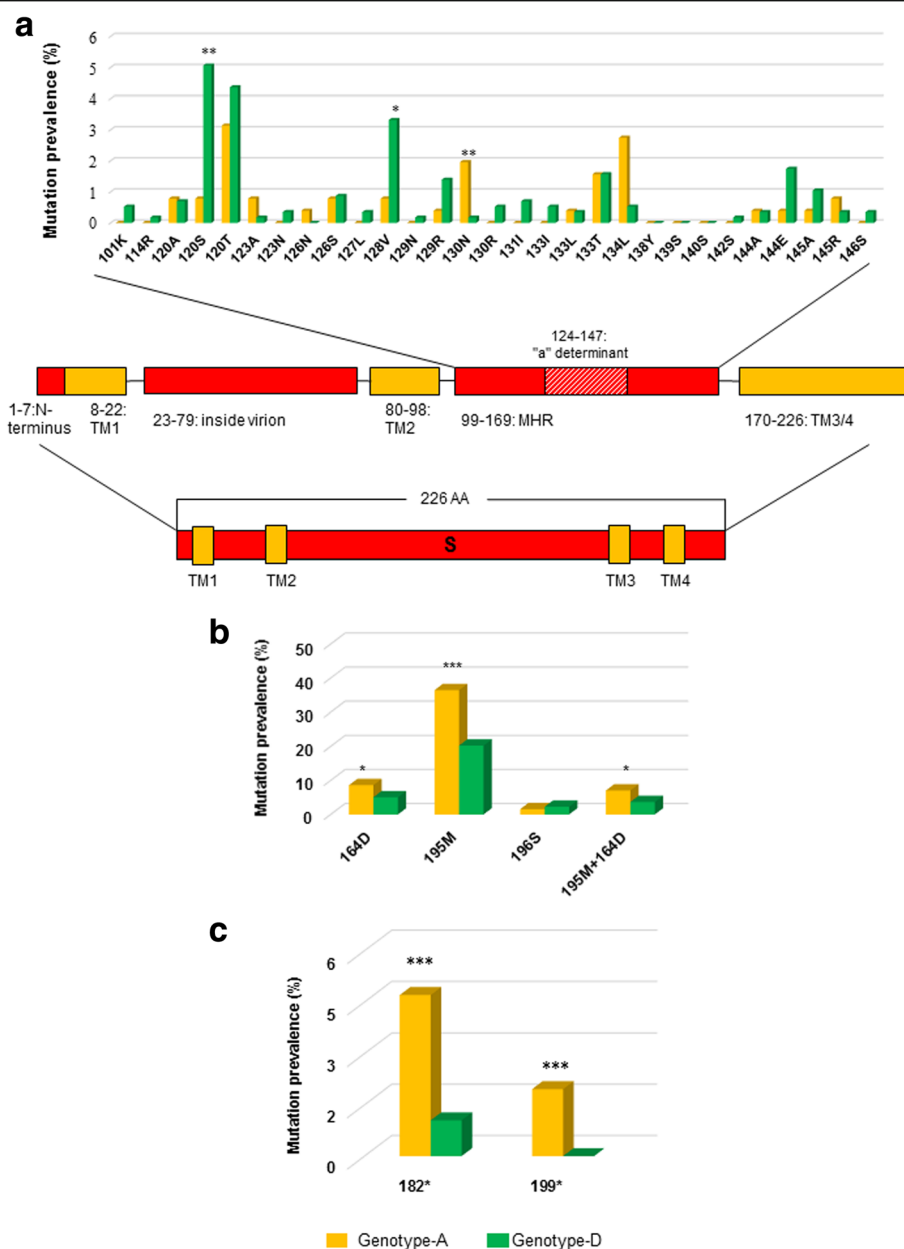 a
Mutation prevalence (%)
6
5
4
3
2
1
0
**
*
**
101K
114R
120A
120S
120T
123A
123N
126N
126S
127L
128V
129N
129R
130N
130R
131I
133I
133L
133T
134L
138Y
139S
140S
142S
144A
144E
145A
145R
146S
124-147:
"a" determinant
1-7:N-
terminus
8-22:
TM1
23-79: inside virion
80-98:
TM2
99-169: MHR
170-226: TM3/4
226 AA
S
TM1
TM2
TM3
TM4
b
Mutation prevalence (%)
50
40
30
20
10
0
*
***
*
164D
195M
196S
195M+164D
c
Mutation prevalence (%)
6
5
3
2
0
***
***
182*
199*
Genotype-A
Genotype-D